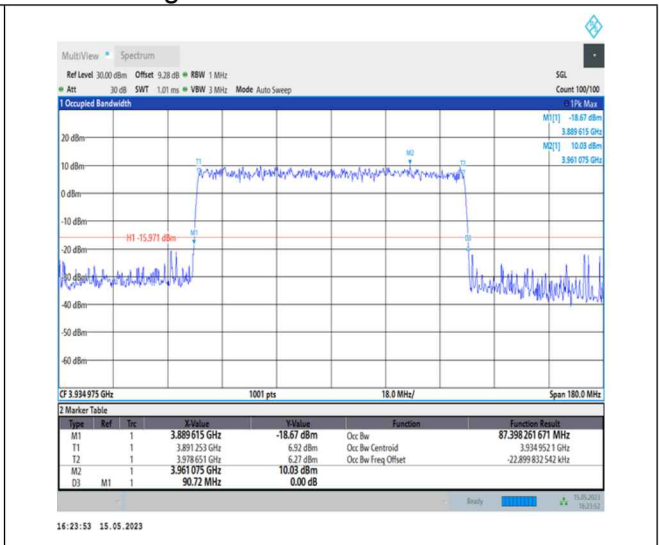 MultiView Spectrum
Ref Level 30.00 dBm Offset 9.28 dB RBW 1 MHz SGL
Att 30 dB SWT 1.01 ms VBW 3 MHz Mode Auto Sweep Count 100/100
1 Occupied Bandwidth 1Pk Max
M1[1] -18.67 dBm
3.889 615 GHz
M2[1] 10.03 dBm
3.961 075 GHz
20 dBm
10 dBm
0 dBm
-10 dBm
-20 dBm
-30 dBm
-40 dBm
-50 dBm
-60 dBm
T1
M2
T2
M1
H1 -15.971 dBm
D3
CF 3.934 975 GHz 1001 pts 18.0 MHz/ Span 180.0 MHz
2 Marker Table
Type Ref Trc X-Value Y-Value Function Function Result
M1 1 3.889 615 GHz -18.67 dBm Occ Bw 87.398 261 671 MHz
T1 1 3.891 253 GHz 6.92 dBm Occ Bw Centroid 3.934 952 1 GHz
T2 1 3.978 651 GHz 6.27 dBm Occ Bw Freq Offset -22.899 832 542 kHz
M2 1 3.961 075 GHz 10.03 dBm
D3 M1 1 90.72 MHz 0.00 dB
Ready 15.05.2023
16:23:52
16:23:53 15.05.2023